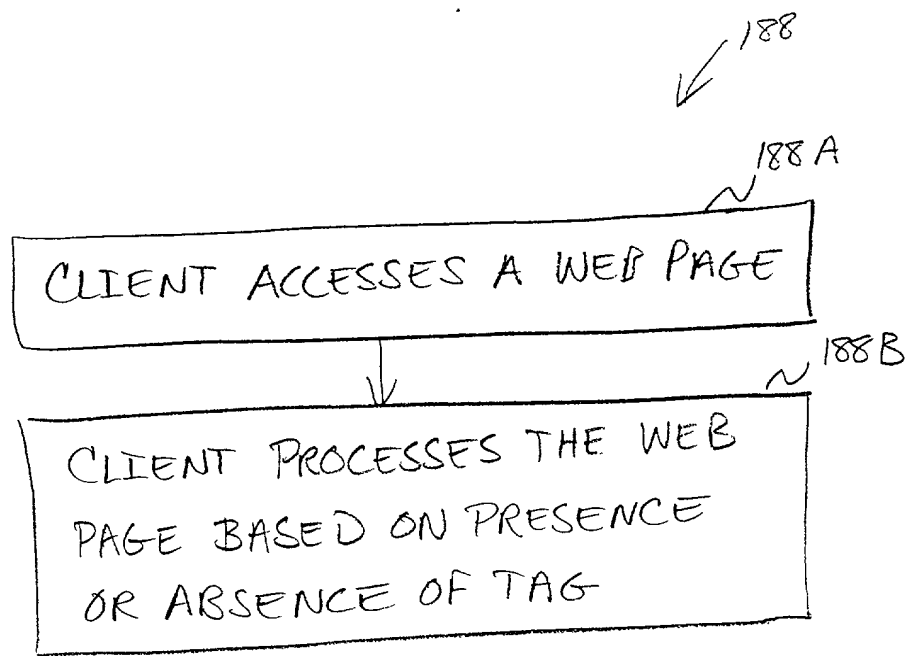 188
188A
CLIENT ACCESSES A WEB PAGE
188B
CLIENT PROCESSES THE WEB
PAGE BASED ON PRESENCE
OR ABSENCE OF TAG